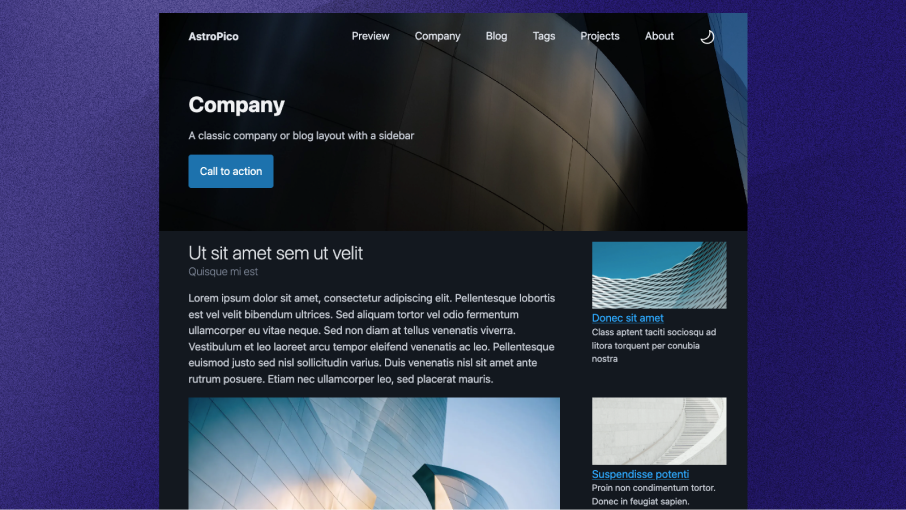 AstroPico
Preview Company Blog Tags Projects About
Company
A classic company or blog layout with a sidebar
Call to action
Ut sit amet sem ut velit
Quisque mi est
Lorem ipsum dolor sit amet, consectetur adipiscing elit. Pellentesque lobortis
est vel velit bibendum ultrices. Sed aliquam tortor vel odio fermentum
ullamcorper eu vitae neque. Sed non diam at tellus venenatis viverra.
Vestibulum et leo laoreet arcu tempor eleifend venenatis ac leo. Pellentesque
euismod justo sed nisl sollicitudin varius. Duis venenatis nisl sit amet ante
rutrum posuere. Etiam nec ullamcorper leo, sed placerat mauris.
Donec sit amet
Class aptent taciti sociosqu ad
litora torquent per conubia
nostra
Suspendisse potenti
Proin non condimentum tortor.
Donec in feugiat sapien.